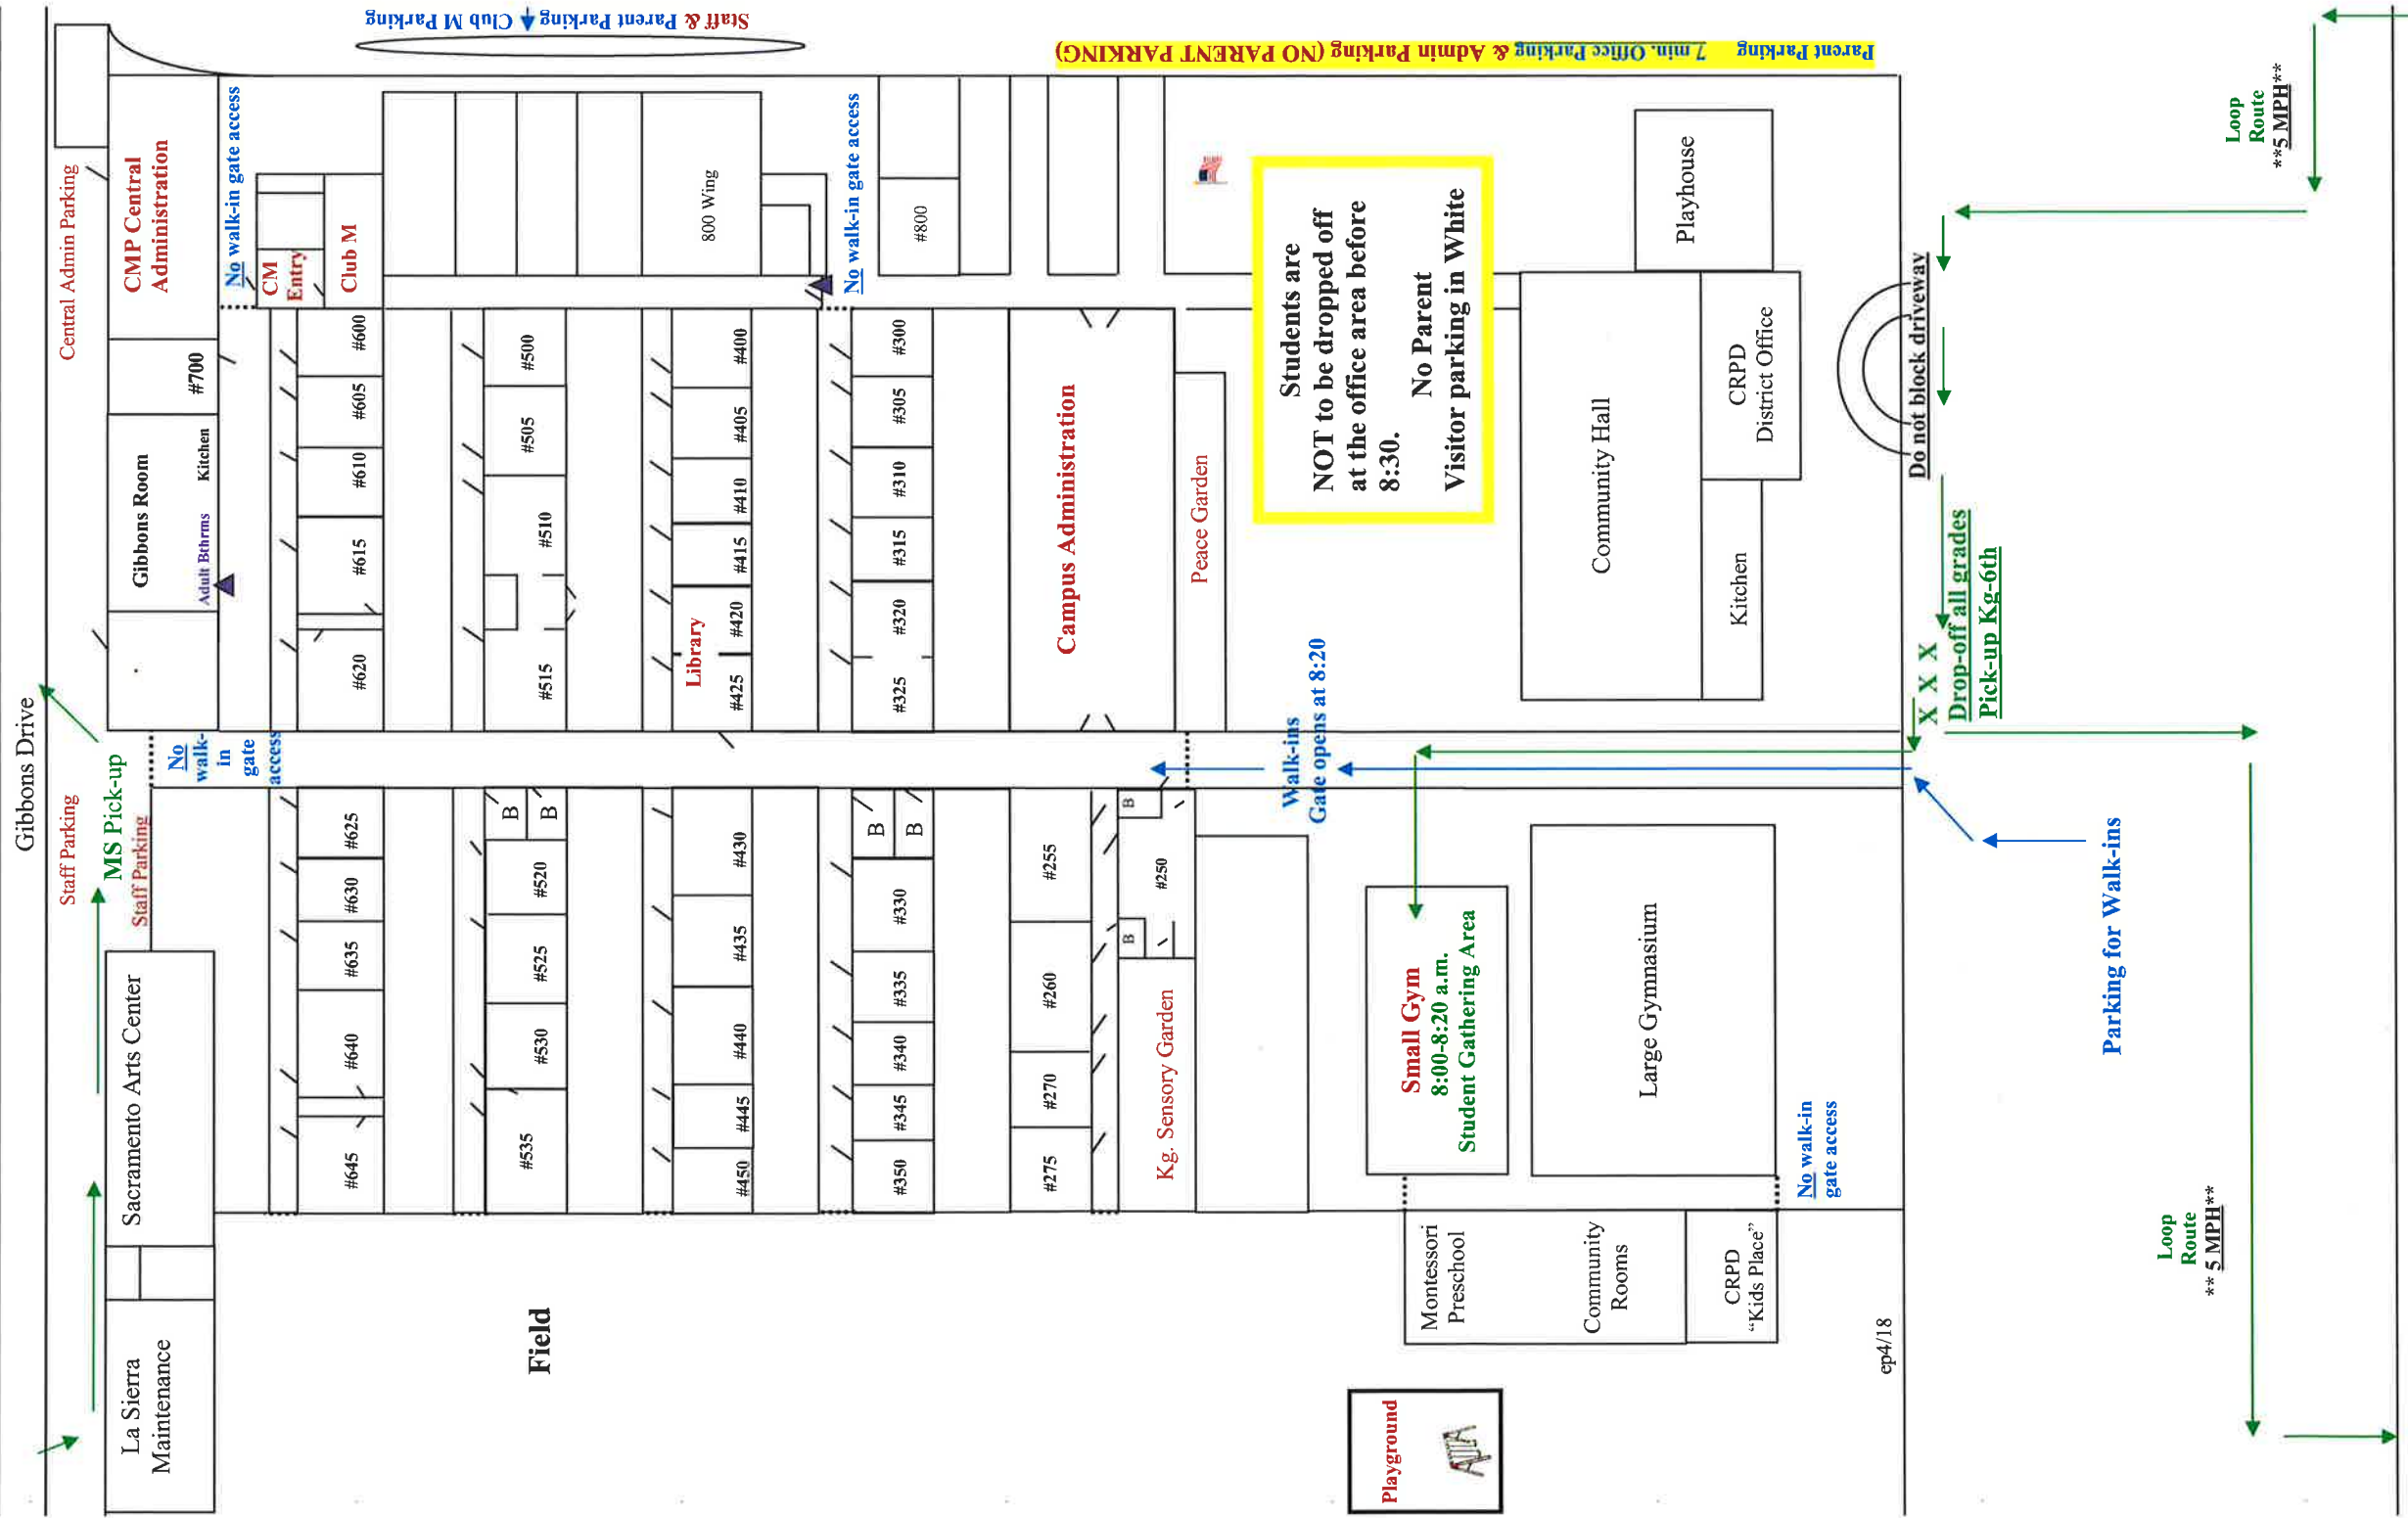 Gibbons Drive
Central Admin Parking
Staff Parking
MS Pick-up
Staff Parking
La Sierra
Maintenance
Sacramento Arts Center
No
walk-
in
gate
access
Gibbons Room
Kitchen
Adult Bthrms
#700
CMP Central
Administration
No walk-in gate access
CM
Entry
Club M
#645
#640
#635
#630
#625
#620
#615
#610
#605
#600
#535
#530
#525
#520
B
B
#515
#510
#505
#500
800 Wing
Field
#450
#445
#440
#435
#430
Library
#425
#420
#415
#410
#405
#400
No walk-in gate access
#350
#345
#340
#335
#330
B
B
#325
#320
#315
#310
#305
#300
#800
#275
#270
#260
#255
Campus Administration
Kg. Sensory Garden
B
#250
B
Peace Garden
Walk-ins
Gate opens at 8:20
Students are
NOT to be dropped off
at the office area before
8:30.
No Parent
Visitor parking in White
Small Gym
8:00-8:20 a.m.
Student Gathering Area
Playground
Montessori
Preschool
Community
Rooms
CRPD
“Kids Place”
Large Gymnasium
No walk-in
gate access
Community Hall
Kitchen
CRPD
District Office
Playhouse
ep4/18
Do not block driveway
X X X
Drop-off all grades
Pick-up Kg-6th
Parking for Walk-ins
Loop
Route
** 5 MPH**
Loop
Route
**5 MPH**
Staff & Parent Parking Club M Parking
Parent Parking 7 min. Office Parking & Admin Parking (NO PARENT PARKING)